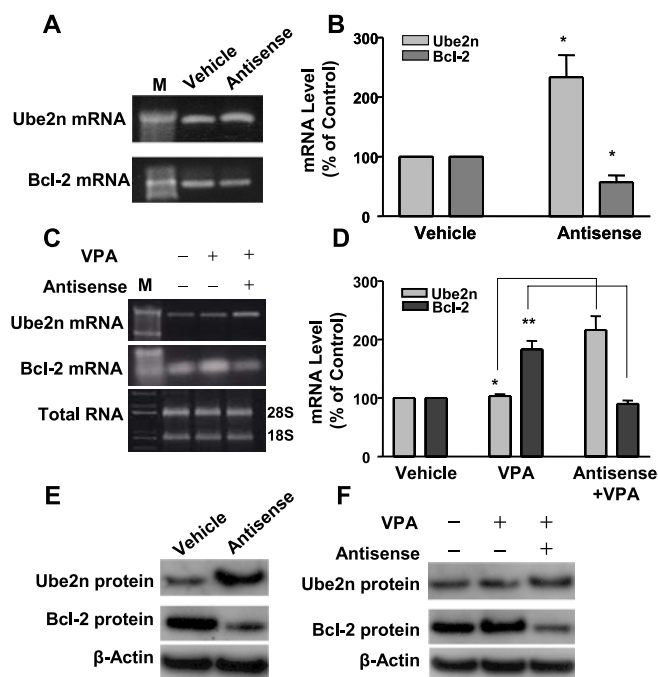 A
M Vehicle Antisense
Ube2n mRNA
Bcl-2 mRNA
B
mRNA Level
(% of Control)
300
200
100
0
Ube2n
Bcl-2
*
*
Vehicle Antisense
C
VPA − + +
Antisense − − +
M
Ube2n mRNA
Bcl-2 mRNA
Total RNA
28S
18S
D
mRNA Level
(% of Control)
300
200
100
0
Ube2n
Bcl-2
*
**
Vehicle VPA Antisense
+VPA
E
Vehicle Antisense
Ube2n protein
Bcl-2 protein
β-Actin
F
VPA − + +
Antisense − − +
Ube2n protein
Bcl-2 protein
β-Actin